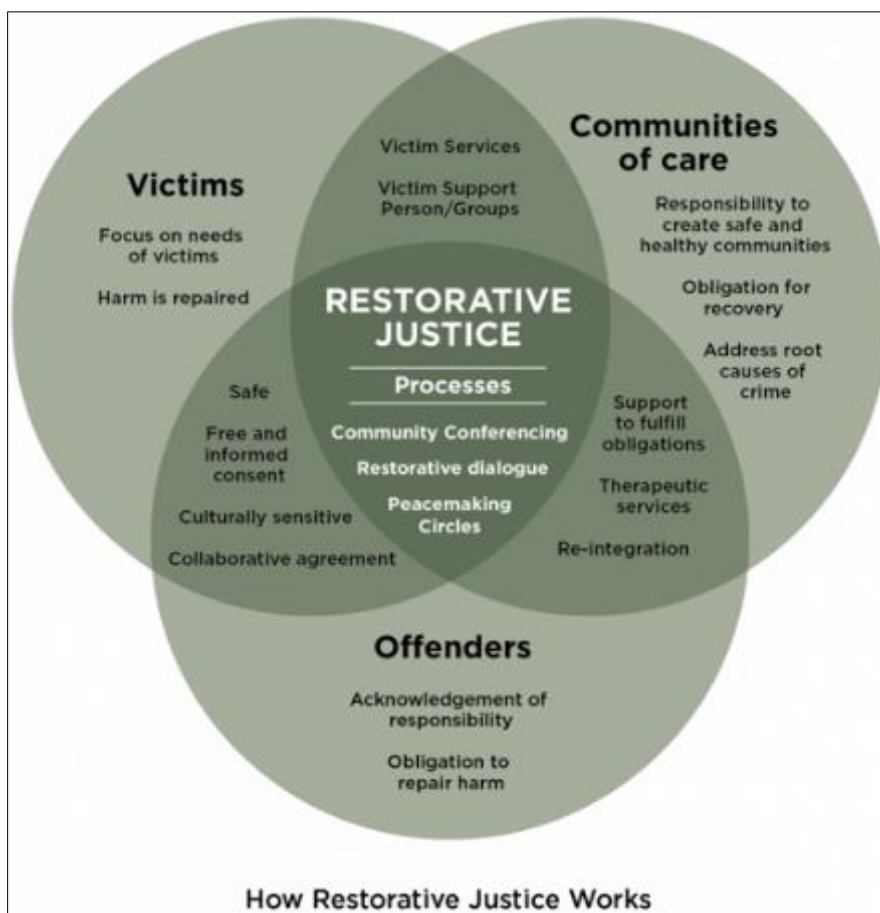 Victims
Focus on needs
of victims
Harm is repaired
Victim Services
Victim Support
Person/Groups
Communities
of care
Responsibility to
create safe and
healthy communities
Obligation for
recovery
Address root
causes of
crime
RESTORATIVE
JUSTICE
Processes
Community Conferencing
Restorative dialogue
Peacemaking
Circles
Safe
Free and
informed
consent
Culturally sensitive
Collaborative agreement
Support
to fulfill
obligations
Therapeutic
services
Re-integration
Offenders
Acknowledgement of
responsibility
Obligation to
repair harm
How Restorative Justice Works